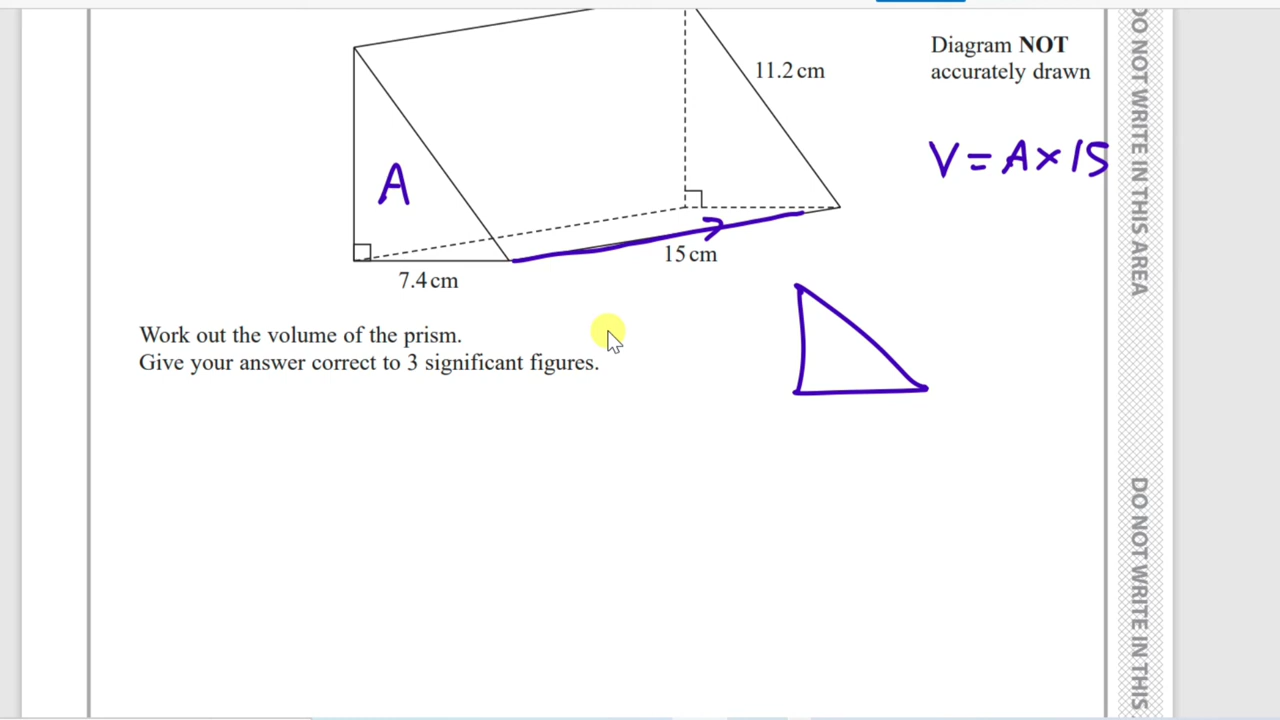 Diagram NOT
accurately drawn
11.2 cm
V = A × 15
A
15 cm
7.4 cm
Work out the volume of the prism.
Give your answer correct to 3 significant figures.
DO NOT WRITE IN THIS AREA
DO NOT WRITE IN THIS